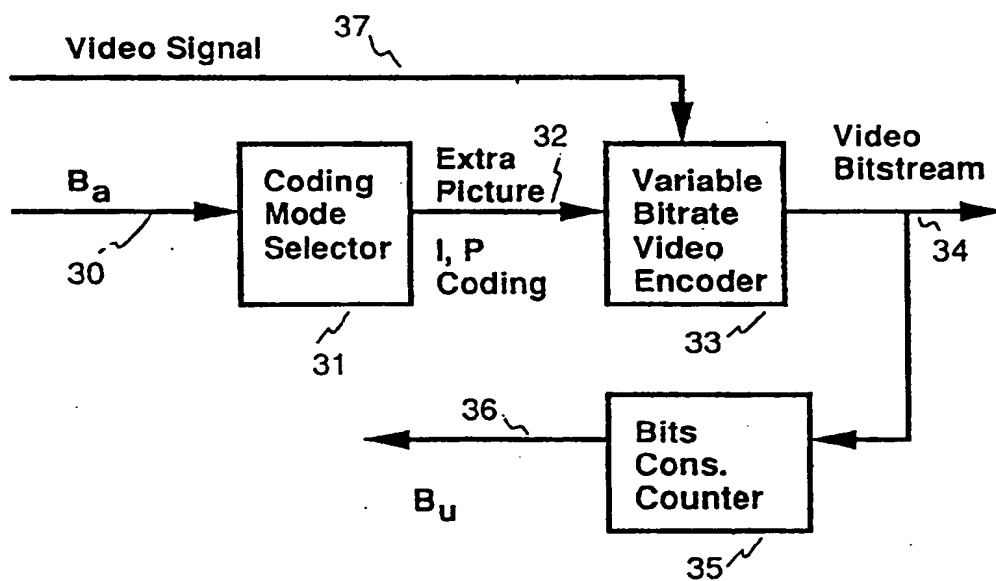 37
Video Signal
32
Video
Bitstream
Extra
Picture
Ba
Coding
Mode
Selector
Variable
Bitrate
Video
Encoder
30
I, P
Coding
34
31
33
36
Bits
Cons.
Counter
Bu
35